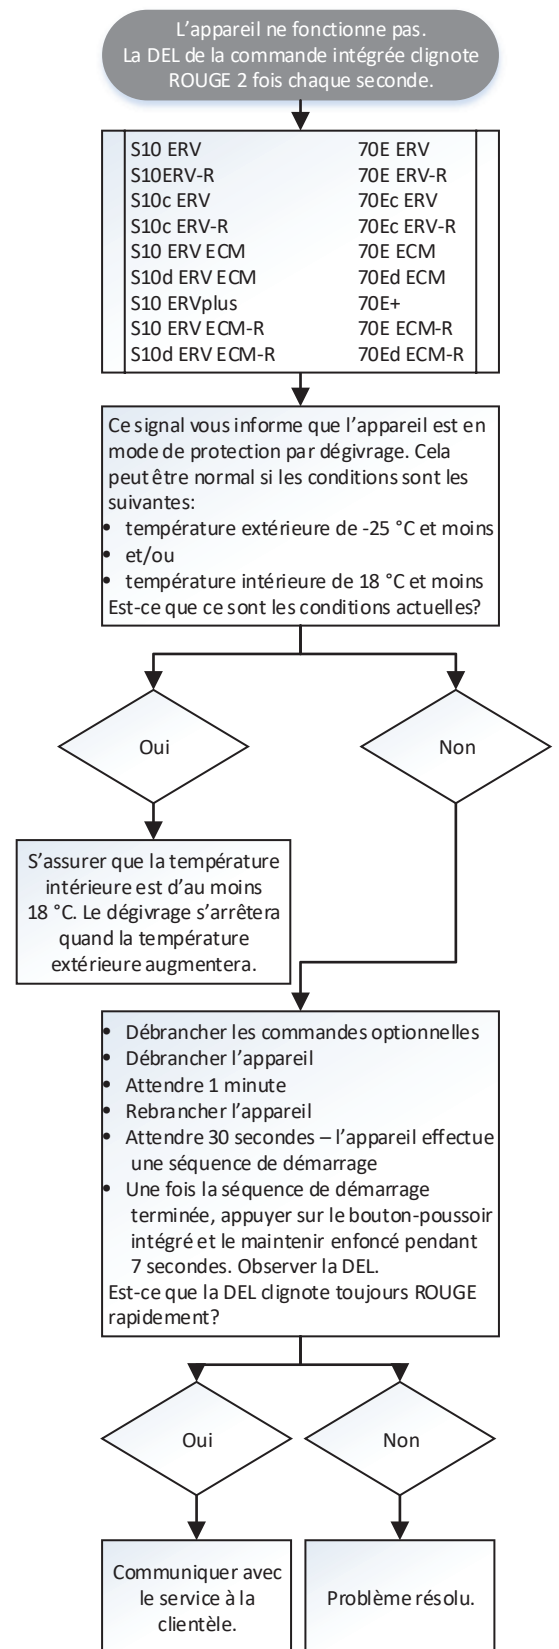 L'appareil ne fonctionne pas.
La DEL de la commande intégrée clignote
ROUGE 2 fois chaque seconde.
S10 ERV 70E ERV
S10ERV-R 70E ERV-R
S10c ERV 70Ec ERV
S10c ERV-R 70Ec ERV-R
S10 ERV ECM 70E ECM
S10d ERV ECM 70Ed ECM
S10 ERVplus 70E+
S10 ERV ECM-R 70E ECM-R
S10d ERV ECM-R 70Ed ECM-R
Ce signal vous informe que l'appareil est en
mode de protection par dégivrage. Cela
peut être normal si les conditions sont les
suivantes:
• température extérieure de -25 °C et moins
• et/ou
• température intérieure de 18 °C et moins
Est-ce que ce sont les conditions actuelles?
Oui
Non
S'assurer que la température
intérieure est d'au moins
18 °C. Le dégivrage s'arrêtera
quand la température
extérieure augmentera.
• Débrancher les commandes optionnelles
• Débrancher l'appareil
• Attendre 1 minute
• Rebrancher l'appareil
• Attendre 30 secondes – l'appareil effectue
une séquence de démarrage
• Une fois la séquence de démarrage
terminée, appuyer sur le bouton-poussoir
intégré et le maintenir enfoncé pendant
7 secondes. Observer la DEL.
Est-ce que la DEL clignote toujours ROUGE
rapidement?
Oui
Non
Communiquer avec
le service à la
clientèle.
Problème résolu.